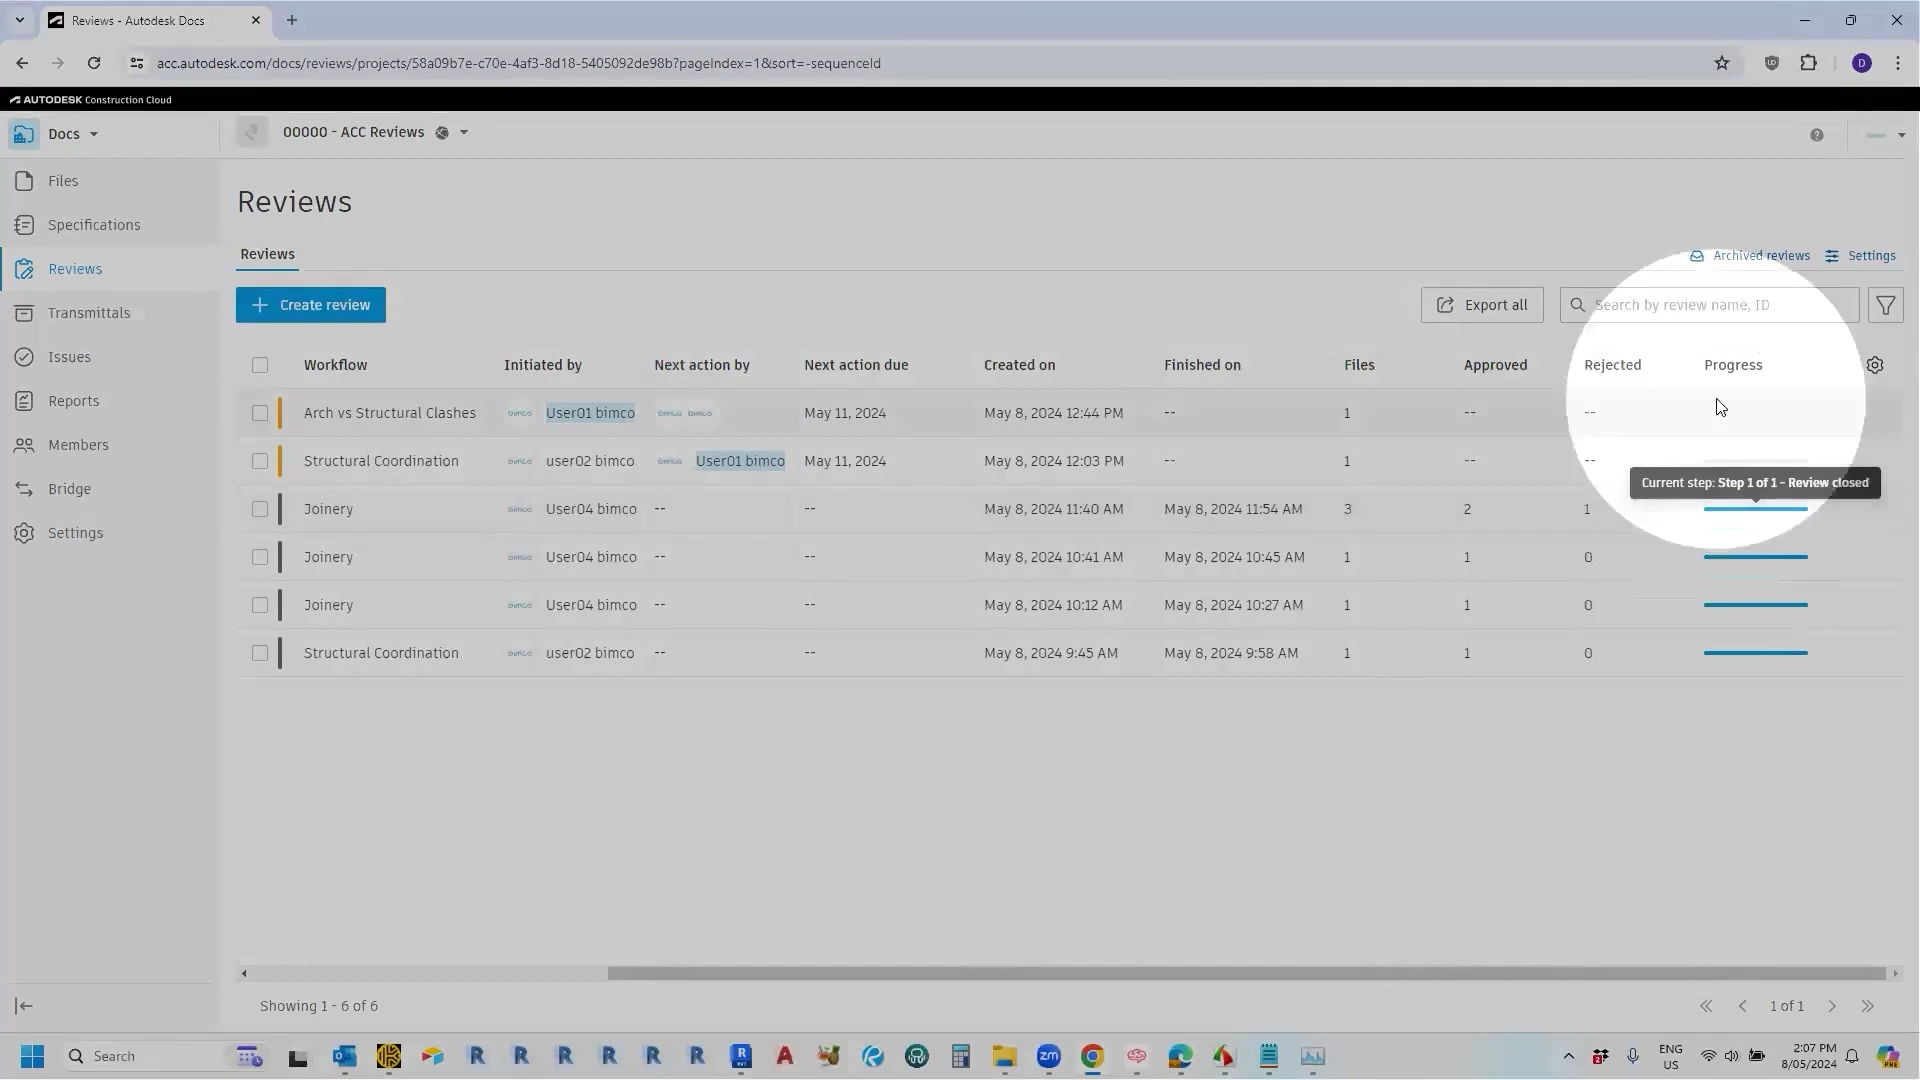 Reviews - Autodesk Docs
acc.autodesk.com/docs/reviews/projects/58a09b7e-c70e-4af3-8d18-5405092de98b?pageIndex=1&sort=-sequenceId
AUTODESK Construction Cloud
Docs
00000 - ACC Reviews
Files
Specifications
Reviews
Transmittals
Issues
Reports
Members
Bridge
Settings
Reviews
Reviews
Archived reviews
Settings
Create review
Export all
Search by review name, ID
Workflow Initiated by Next action by Next action due Created on Finished on Files Approved Rejected Progress
Arch vs Structural Clashes bimco User01 bimco bimco bimco May 11, 2024 May 8, 2024 12:44 PM -- 1 -- --
Structural Coordination bimco user02 bimco bimco User01 bimco May 11, 2024 May 8, 2024 12:03 PM -- 1 -- --
Current step: Step 1 of 1 - Review closed
Joinery bimco User04 bimco -- -- May 8, 2024 11:40 AM May 8, 2024 11:54 AM 3 2 1
Joinery bimco User04 bimco -- -- May 8, 2024 10:41 AM May 8, 2024 10:45 AM 1 1 0
Joinery bimco User04 bimco -- -- May 8, 2024 10:12 AM May 8, 2024 10:27 AM 1 1 0
Structural Coordination bimco user02 bimco -- -- May 8, 2024 9:45 AM May 8, 2024 9:58 AM 1 1 0
Showing 1 - 6 of 6
1 of 1
Search
ENG
US
2:07 PM
8/05/2024